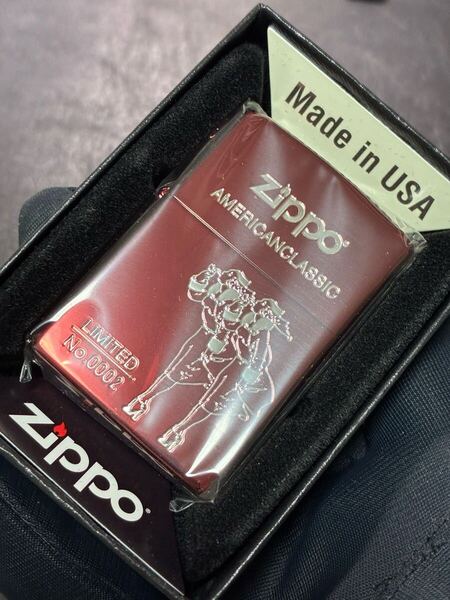 Made in USA
Zippo
AMERICANCLASSIC
LIMITED
No.0002
Zippo